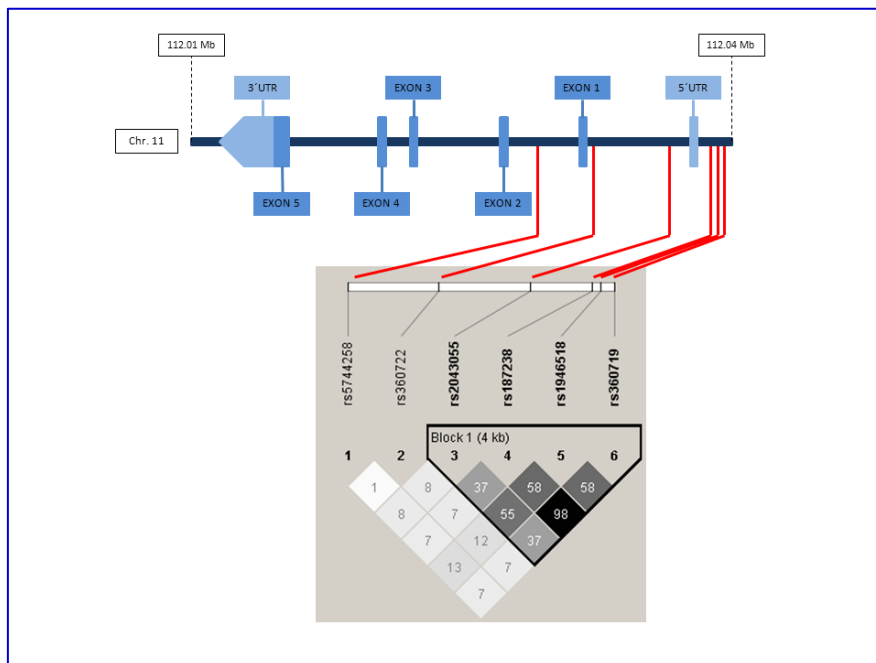 112.01 Mb
112.04 Mb
3´UTR
EXON 3
EXON 1
5´UTR
Chr. 11
EXON 5
EXON 4
EXON 2
rs5744258
rs360722
rs2043055
rs187238
rs1946518
rs360719
Block 1 (4 kb)
1 2 3 4 5 6
1 8 37 58 58
8 7 55 98
7 12 37
13 7
7